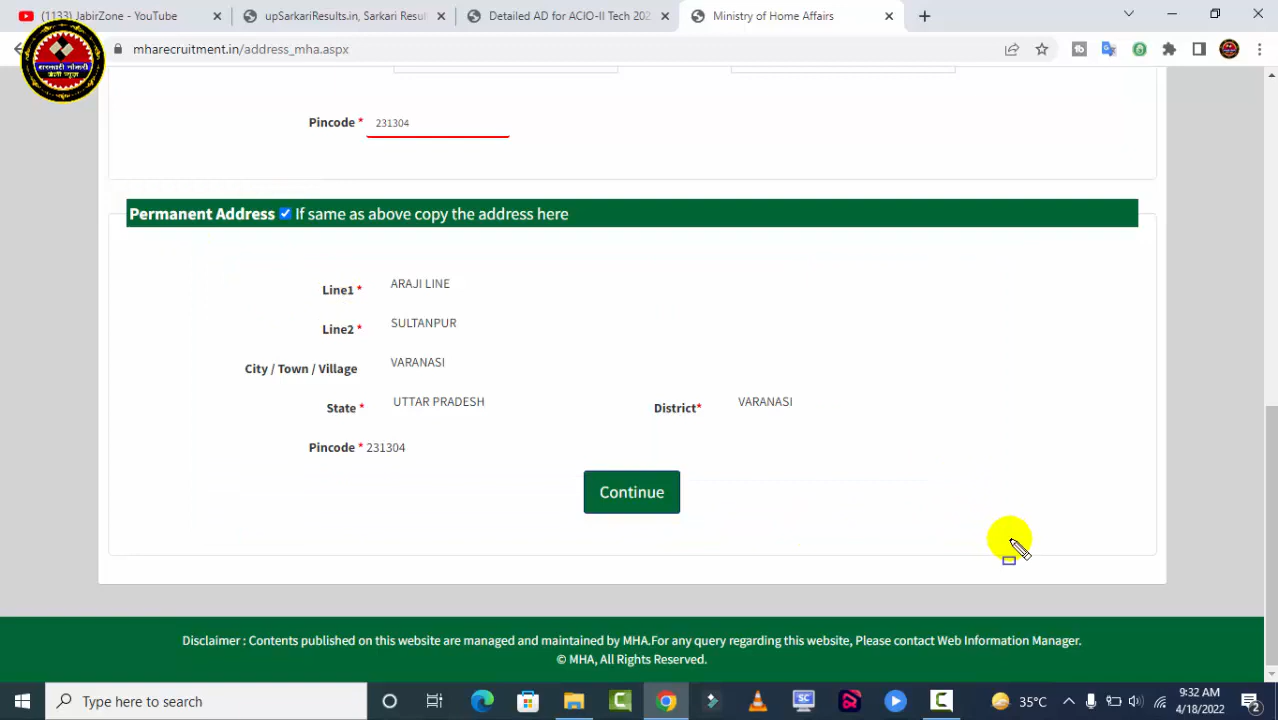 (1133) JabirZone - YouTube
upSarkariResults.in, Sarkari Resul
Detailed AD for ACIO-II Tech 202
Ministry of Home Affairs
mharecruitment.in/address_mha.aspx
सरकारी नौकरी
Pincode * 231304
Permanent Address If same as above copy the address here
Line1 * ARAJI LINE
Line2 * SULTANPUR
City / Town / Village VARANASI
State * UTTAR PRADESH District* VARANASI
Pincode * 231304
Continue
Disclaimer : Contents published on this website are managed and maintained by MHA.For any query regarding this website, Please contact Web Information Manager.
© MHA, All Rights Reserved.
Type here to search
SC
35°C
9:32 AM
4/18/2022
2